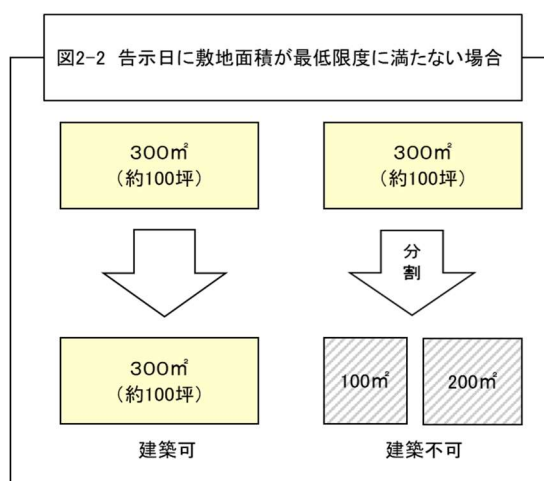 図2-2 告示日に敷地面積が最低限度に満たない場合
300㎡
（約100坪）
300㎡
（約100坪）
分割
300㎡
（約100坪）
100㎡
200㎡
建築可
建築不可